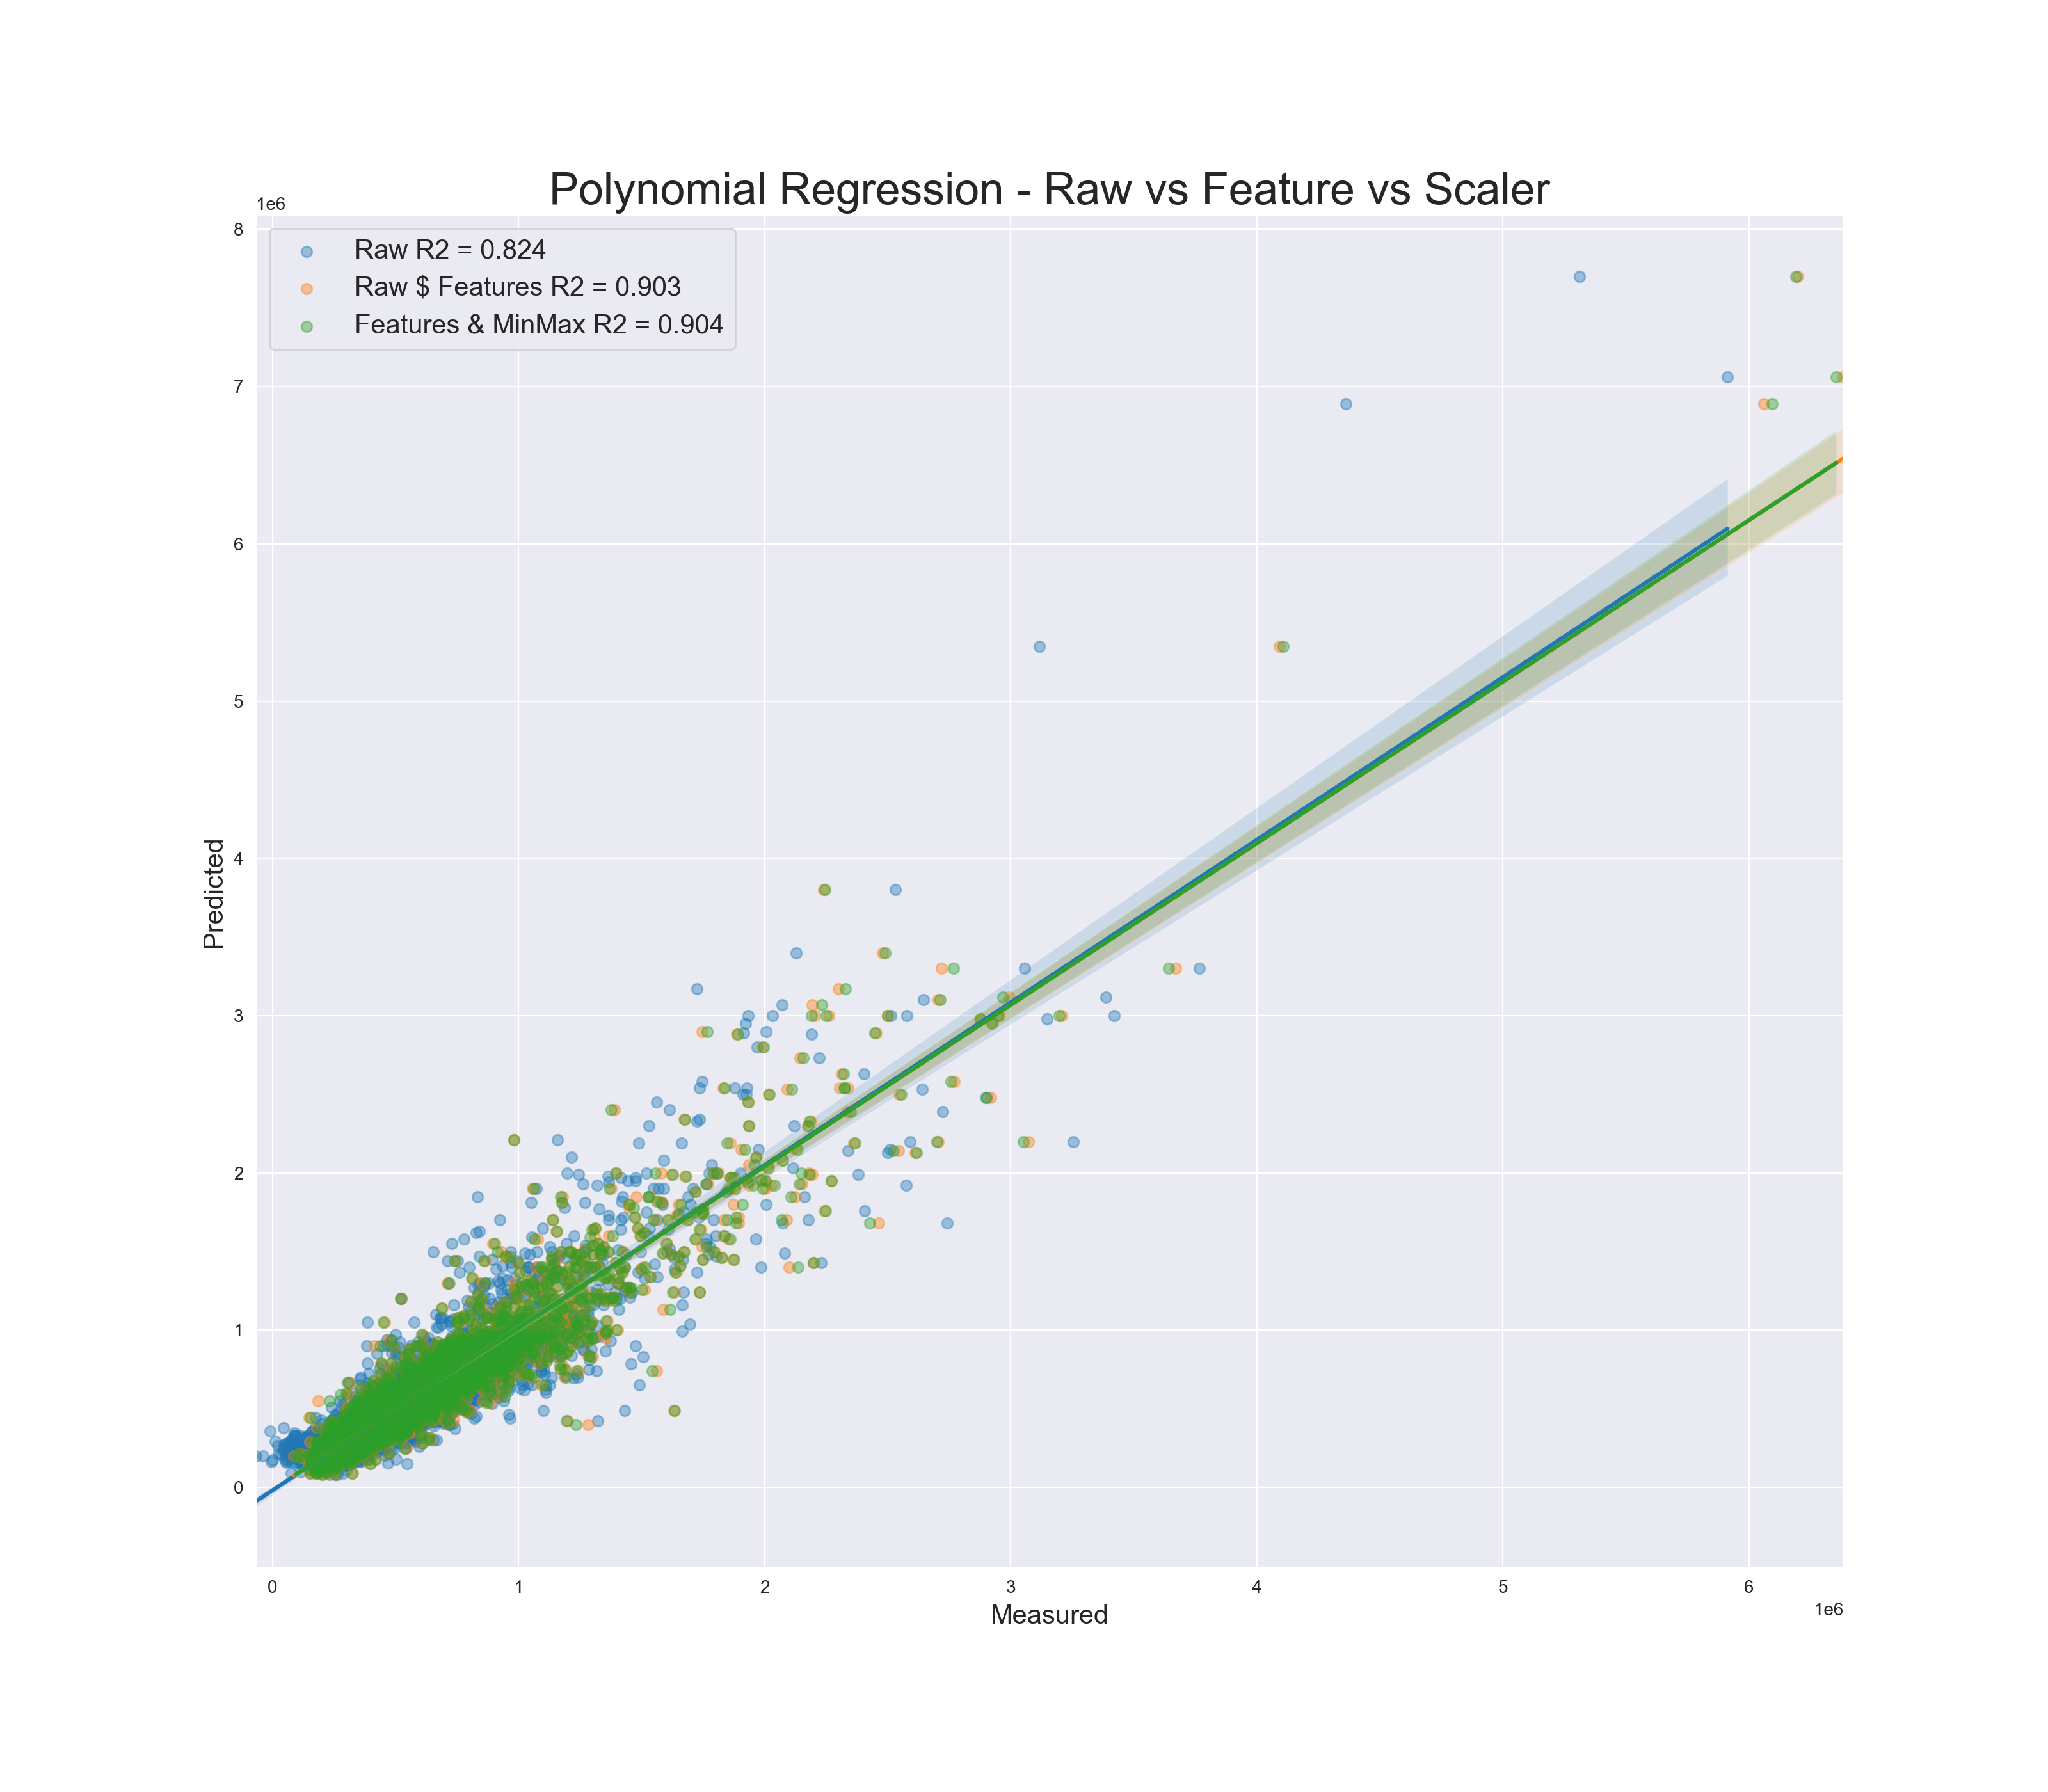 Polynomial Regression - Raw vs Feature vs Scaler
1e6
Raw R2 = 0.824
Raw $ Features R2 = 0.903
Features & MinMax R2 = 0.904
8
7
6
5
4
3
2
1
0
Predicted
0 1 2 3 4 5 6
Measured
1e6